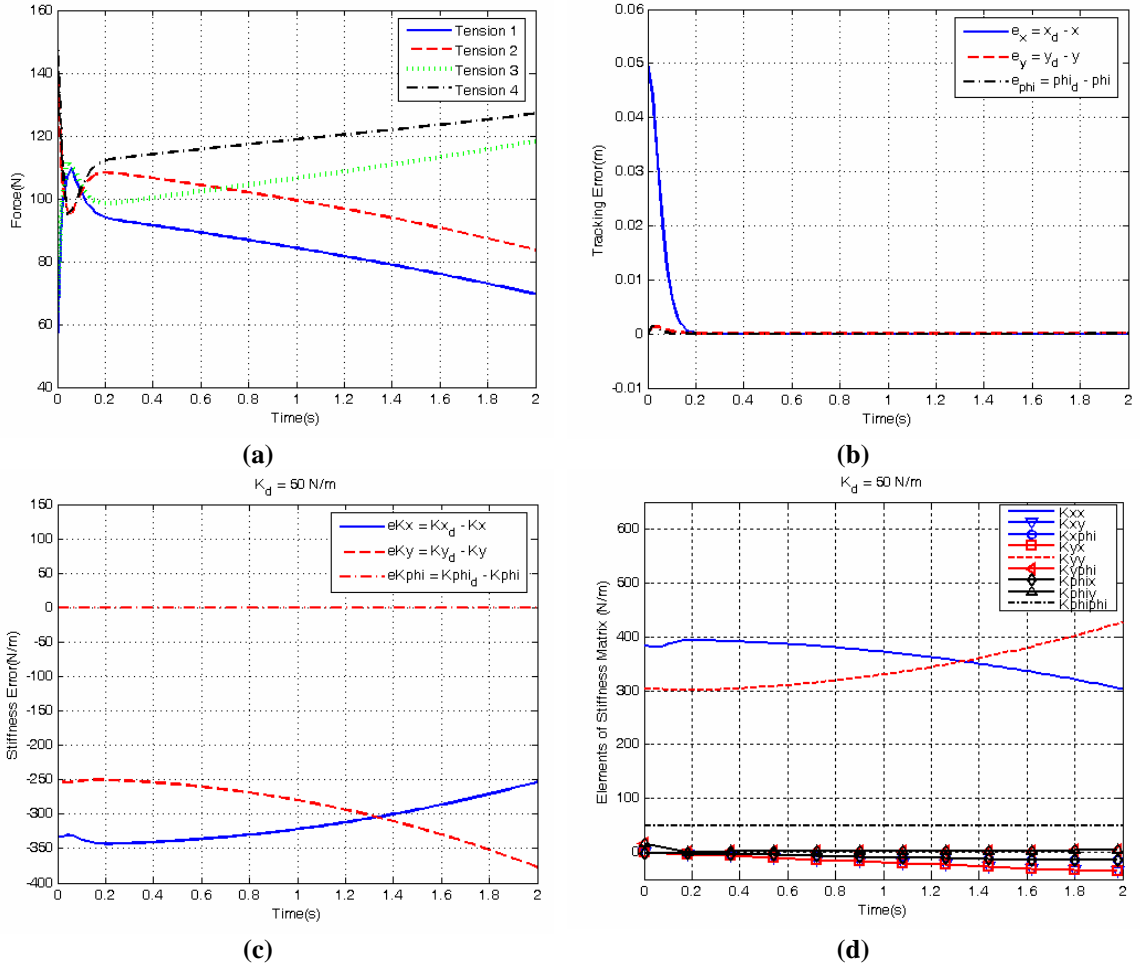 Tension 1
Tension 2
Tension 3
Tension 4
160
140
120
100
80
60
40
Force(N)
0 0.2 0.4 0.6 0.8 1 1.2 1.4 1.6 1.8 2
Time(s)
(a)
e_x = x_d - x
e_y = y_d - y
e_phi = phi_d - phi
0.06
0.05
0.04
0.03
0.02
0.01
0
-0.01
Tracking Error(m)
0 0.2 0.4 0.6 0.8 1 1.2 1.4 1.6 1.8 2
Time(s)
(b)
K_d = 50 N/m
eKx = Kx_d - Kx
eKy = Ky_d - Ky
eKphi = Kphi_d - Kphi
150
100
50
0
-50
-100
-150
-200
-250
-300
-350
-400
Stiffness Error(N/m)
0 0.2 0.4 0.6 0.8 1 1.2 1.4 1.6 1.8 2
Time(s)
(c)
K_d = 50 N/m
Kxx
Kxy
Kxphi
Kyx
Kyy
Kyphi
Kphix
Kphiy
Kphiphi
600
500
400
300
200
100
0
Elements of Stiffness Matrix (N/m)
0 0.2 0.4 0.6 0.8 1 1.2 1.4 1.6 1.8 2
Time(s)
(d)